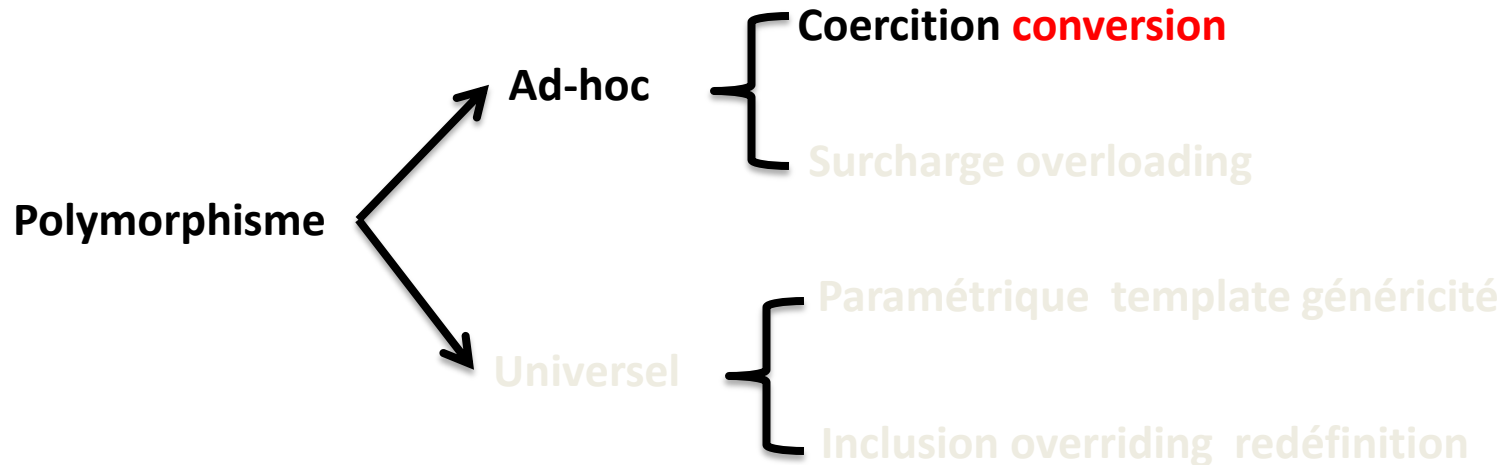 Coercition conversion
Ad-hoc
Surcharge overloading
Polymorphisme
Paramétrique template généricité
Universel
Inclusion overriding redéfinition